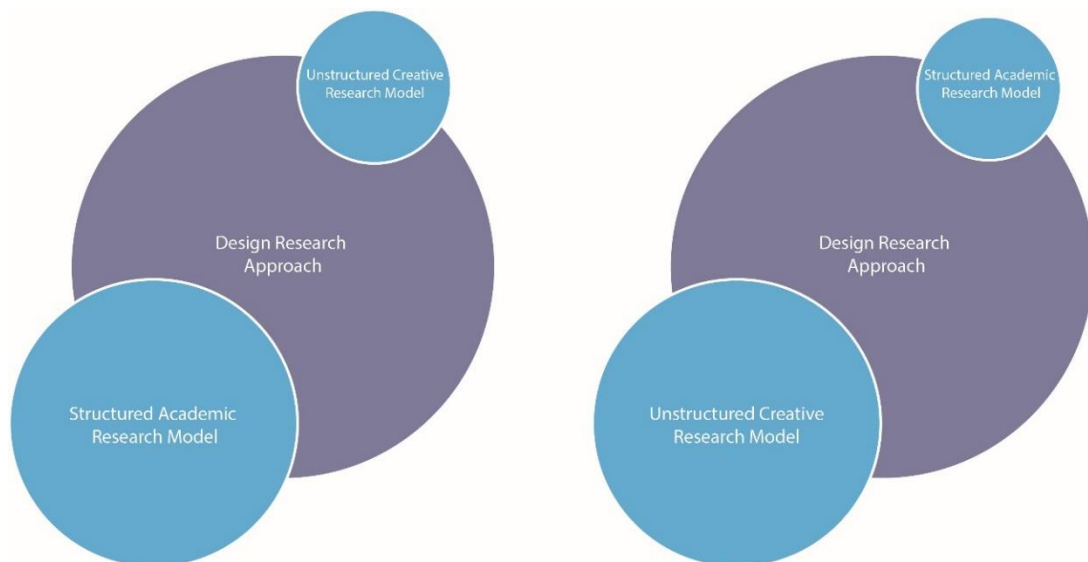 Unstructured Creative
Research Model
Design Research
Approach
Structured Academic
Research Model
Structured Academic
Research Model
Design Research
Approach
Unstructured Creative
Research Model